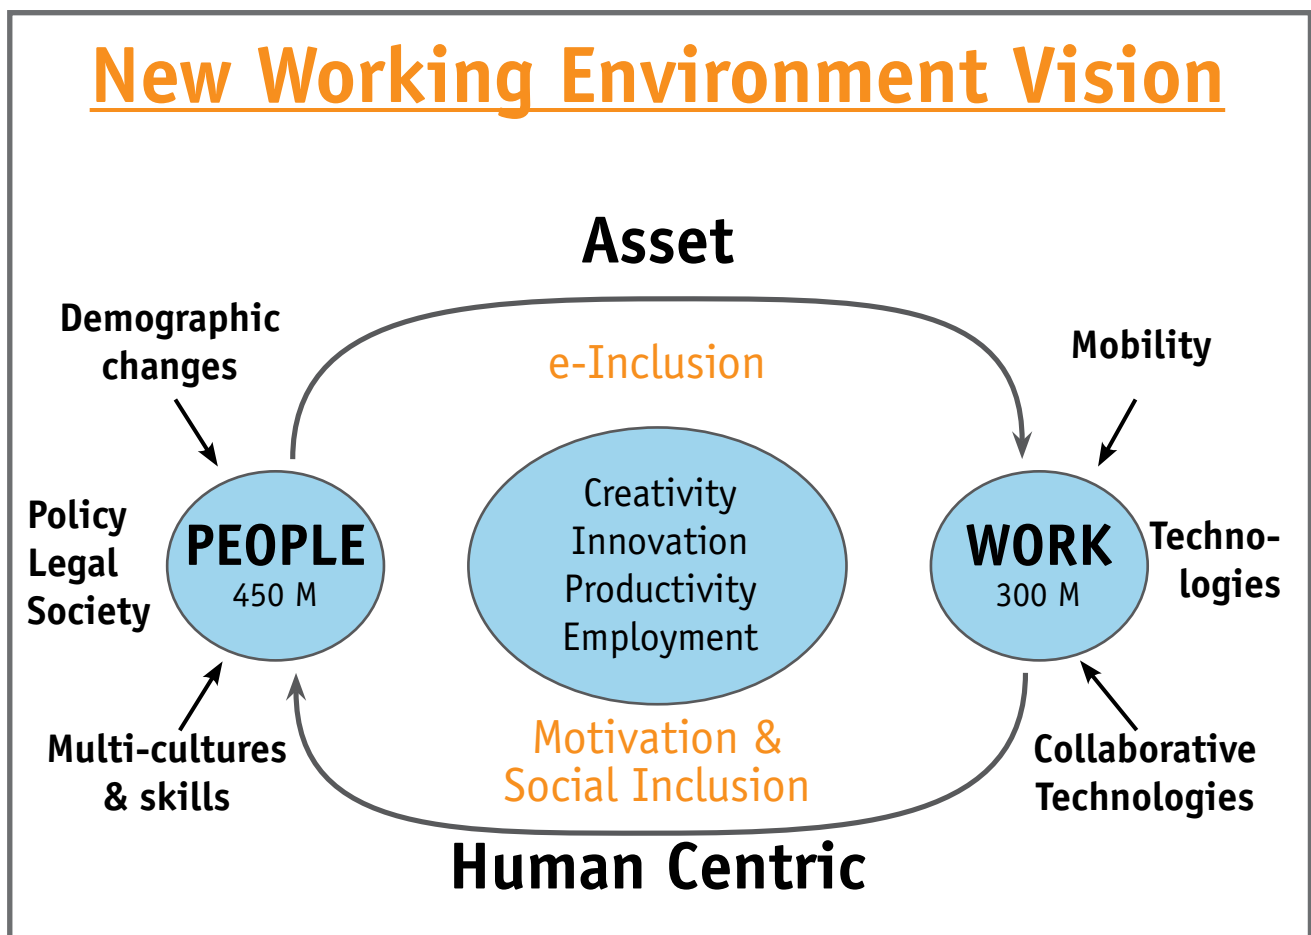 New Working Environment Vision
Asset
Demographic
changes
e-Inclusion
Mobility
Policy
Legal
Society
PEOPLE
450 M
Creativity
Innovation
Productivity
Employment
WORK
300 M
Techno-
logies
Multi-cultures
& skills
Motivation &
Social Inclusion
Collaborative
Technologies
Human Centric